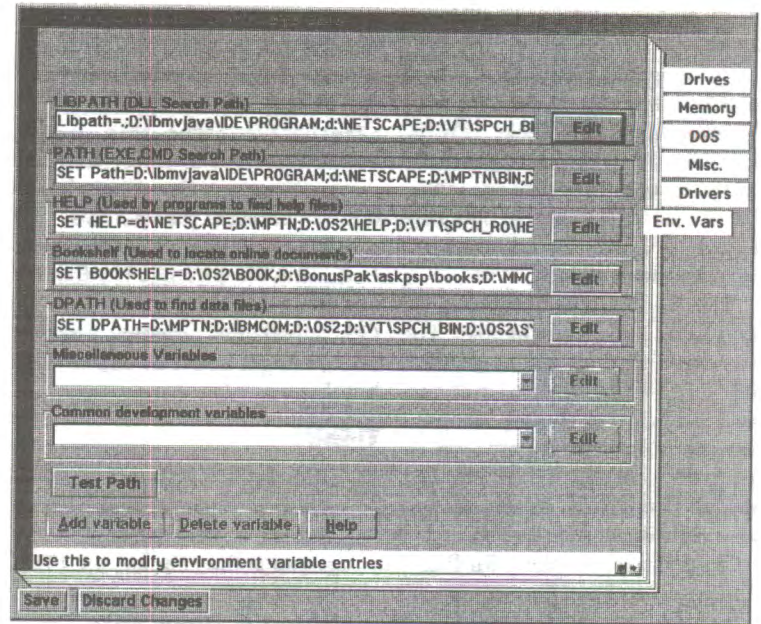 LIBPATH (DLL Search Path)
Libpath=.;D:\ibmvjava\IDE\PROGRAM;d:\NETSCAPE;D:\VT\SPCH_BI
Edit
PATH (EXE,CMD Search Path)
SET Path=D:\ibmvjava\IDE\PROGRAM;d:\NETSCAPE;D:\MPTN\BIN;D
Edit
HELP (Used by programs to find help files)
SET HELP=d:\NETSCAPE;D:\MPTN;D:\OS2\HELP;D:\VT\SPCH_RO\HE
Edit
Bookshelf (Used to locate online documents)
SET BOOKSHELF=D:\OS2\BOOK;D:\BonusPak\askpsp\books;D:\MMC
Edit
DPATH (Used to find data files)
SET DPATH=D:\MPTN;D:\IBMCOM;D:\OS2;D:\VT\SPCH_BIN;D:\OS2\SY
Edit
Miscellaneous Variables
Edit
Common development variables
Edit
Test Path
Add variable
Delete variable
Help
Use this to modify environment variable entries
Save
Discard Changes
Drives
Memory
DOS
Misc.
Drivers
Env. Vars